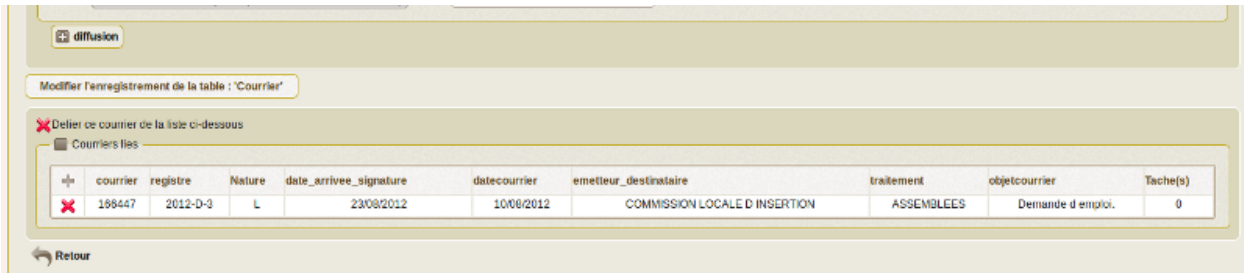 diffusion
Modifier l'enregistrement de la table : 'Courrier'
Delier ce courrier de la liste ci-dessous
Courriers lies
courrier registre Nature date_arrivee_signature datecourrier emetteur_destinataire traitement objetcourrier Tache(s)
166447 2012-D-3 L 23/08/2012 10/08/2012 COMMISSION LOCALE D INSERTION ASSEMBLEES Demande d emploi. 0
Retour